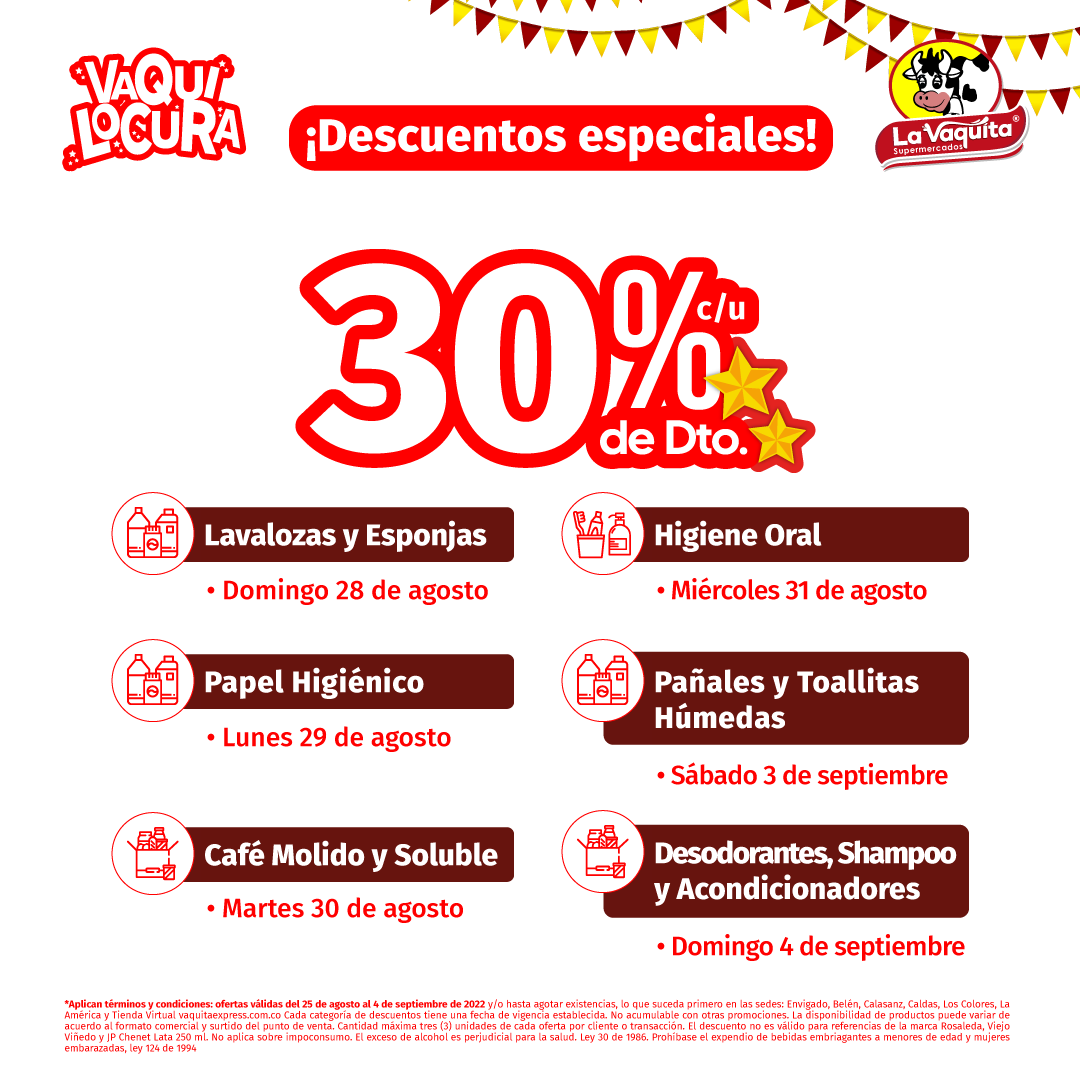 VAQUI
LOCURA
¡Descuentos especiales!
La Vaquita®
Supermercados
30% c/u
de Dto.
Lavalozas y Esponjas
• Domingo 28 de agosto
Papel Higiénico
• Lunes 29 de agosto
Café Molido y Soluble
• Martes 30 de agosto
Higiene Oral
• Miércoles 31 de agosto
Pañales y Toallitas
Húmedas
• Sábado 3 de septiembre
Desodorantes, Shampoo
y Acondicionadores
• Domingo 4 de septiembre
*Aplican términos y condiciones: ofertas válidas del 25 de agosto al 4 de septiembre de 2022 y/o hasta agotar existencias, lo que suceda primero en las sedes: Envigado, Belén, Calasanz, Caldas, Los Colores, La
América y Tienda Virtual vaquitaexpress.com.co Cada categoría de descuentos tiene una fecha de vigencia establecida. No acumulable con otras promociones. La disponibilidad de productos puede variar de
acuerdo al formato comercial y surtido del punto de venta. Cantidad máxima tres (3) unidades de cada oferta por cliente o transacción. El descuento no es válido para referencias de la marca Rosaleda, Viejo
Viñedo y JP Chenet Lata 250 ml. No aplica sobre impoconsumo. El exceso de alcohol es perjudicial para la salud. Ley 30 de 1986. Prohíbase el expendio de bebidas embriagantes a menores de edad y mujeres
embarazadas, ley 124 de 1994